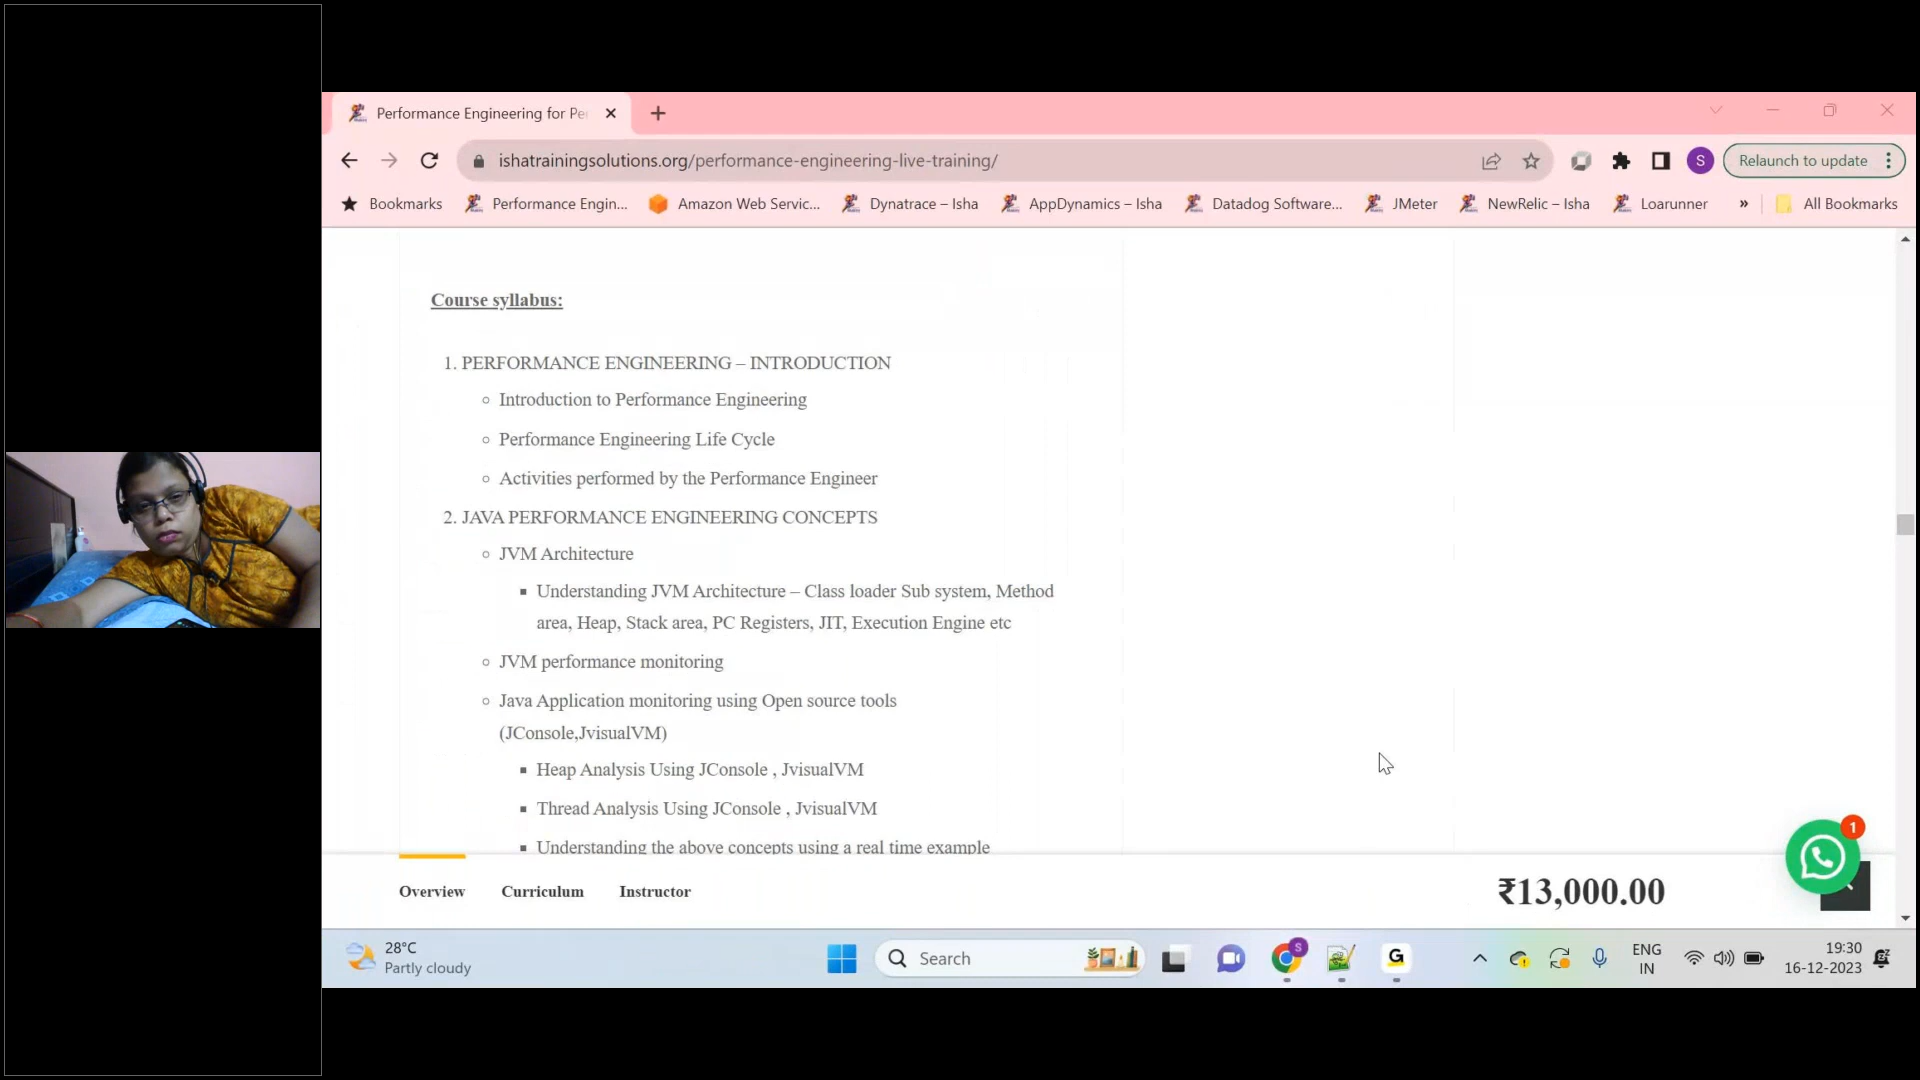 Performance Engineering for Pe
ishatrainingsolutions.org/performance-engineering-live-training/
S
Relaunch to update
Bookmarks
Performance Engin...
Amazon Web Servic...
Dynatrace – Isha
AppDynamics – Isha
Datadog Software...
JMeter
NewRelic – Isha
Loarunner
»
All Bookmarks
Course syllabus:
1. PERFORMANCE ENGINEERING – INTRODUCTION
Introduction to Performance Engineering
Performance Engineering Life Cycle
Activities performed by the Performance Engineer
2. JAVA PERFORMANCE ENGINEERING CONCEPTS
JVM Architecture
Understanding JVM Architecture – Class loader Sub system, Method
area, Heap, Stack area, PC Registers, JIT, Execution Engine etc
JVM performance monitoring
Java Application monitoring using Open source tools
(JConsole,JvisualVM)
Heap Analysis Using JConsole , JvisualVM
Thread Analysis Using JConsole , JvisualVM
Understanding the above concepts using a real time example
1
Overview
Curriculum
Instructor
₹13,000.00
28°C
Partly cloudy
Search
S
G
ENG
IN
19:30
16-12-2023